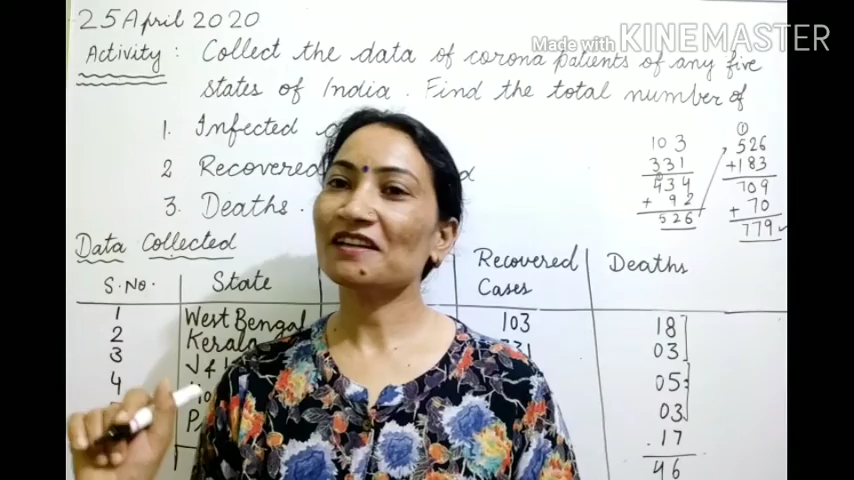 25 April 2020
Made with KINEMASTER
Activity : Collect the data of corona patients of any five
states of India. Find the total number of
1. Infected
2 Recovered
3. Deaths.
103
331
434
+ 92
526
1
526
+183
709
+ 70
779
Data Collected
S.No. State Recovered Cases Deaths
1 West Bengal 103 18
2 Kerala 03
3 J & 05
4 03
17
46